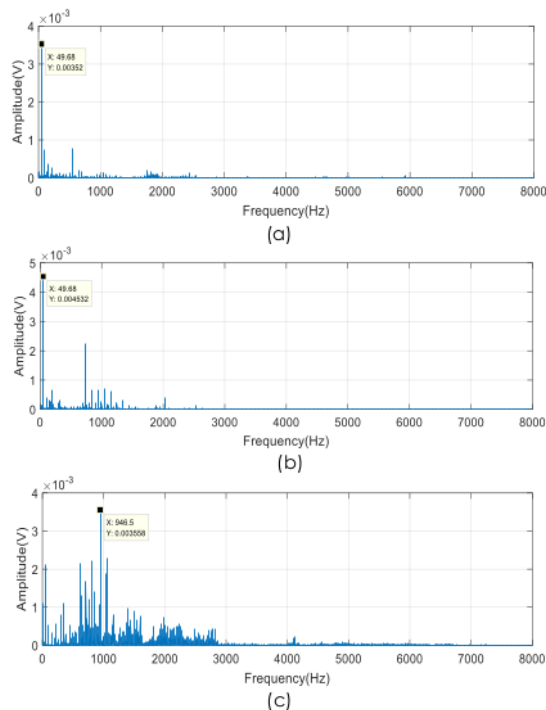 ×10⁻³
4
3
2
1
0
Amplitude(V)
X: 49.68
Y: 0.00352
0 1000 2000 3000 4000 5000 6000 7000 8000
Frequency(Hz)
(a)
×10⁻³
5
4
3
2
1
0
Amplitude(V)
X: 49.68
Y: 0.004532
0 1000 2000 3000 4000 5000 6000 7000 8000
Frequency(Hz)
(b)
×10⁻³
4
3
2
1
0
Amplitude(V)
X: 946.5
Y: 0.003558
0 1000 2000 3000 4000 5000 6000 7000 8000
Frequency(Hz)
(c)